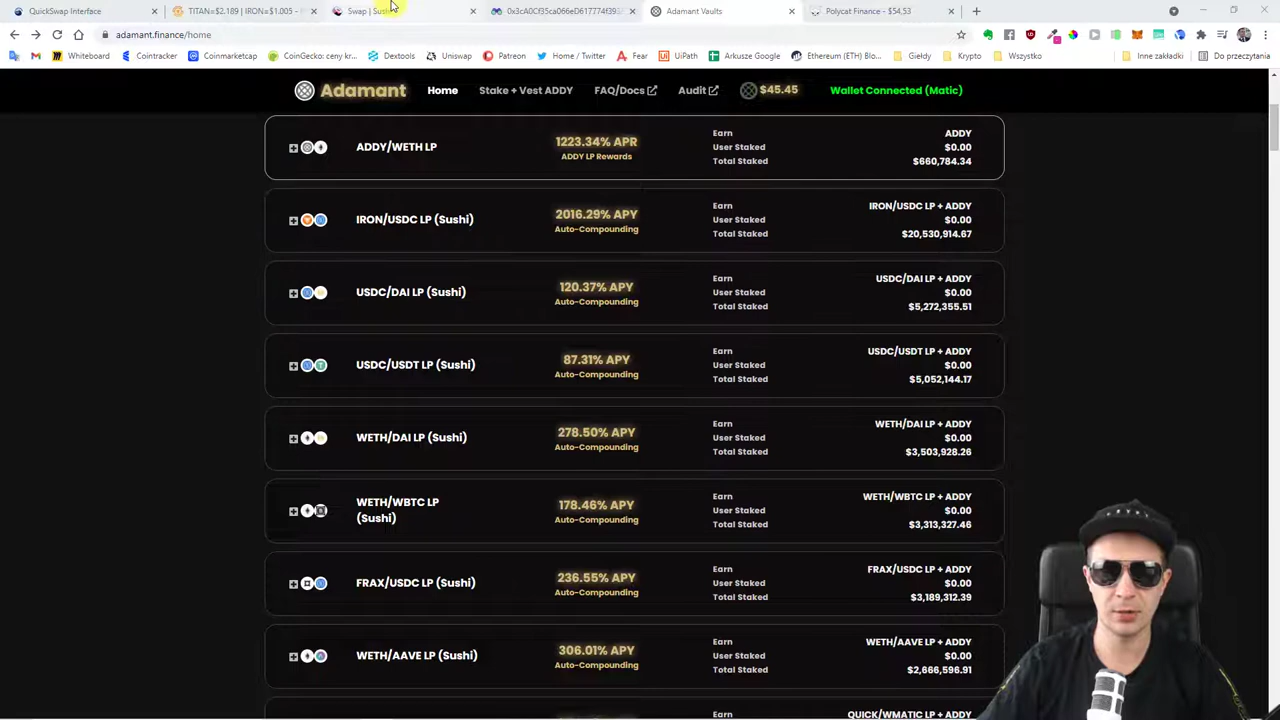 QuickSwap Interface
TITAN=$2.189 | IRON=$1.005 -
Swap | Sushi
0x3cA0Cf35ca066eD617774f395
Adamant Vaults
Polycat Finance - $54,53
adamant.finance/home
Whiteboard Cointracker Coinmarketcap CoinGecko: ceny kr... Dextools Uniswap Patreon Home / Twitter Fear UiPath Arkusze Google Ethereum (ETH) Blo... Giełdy Krypto Wszystko Inne zakładki Do przeczytania
Adamant Home Stake + Vest ADDY FAQ/Docs Audit $45.45 Wallet Connected (Matic)
ADDY/WETH LP
1223.34% APR
ADDY LP Rewards
Earn ADDY
User Staked $0.00
Total Staked $660,784.34
IRON/USDC LP (Sushi)
2016.29% APY
Auto-Compounding
Earn IRON/USDC LP + ADDY
User Staked $0.00
Total Staked $20,530,914.67
USDC/DAI LP (Sushi)
120.37% APY
Auto-Compounding
Earn USDC/DAI LP + ADDY
User Staked $0.00
Total Staked $5,272,355.51
USDC/USDT LP (Sushi)
87.31% APY
Auto-Compounding
Earn USDC/USDT LP + ADDY
User Staked $0.00
Total Staked $5,052,144.17
WETH/DAI LP (Sushi)
278.50% APY
Auto-Compounding
Earn WETH/DAI LP + ADDY
User Staked $0.00
Total Staked $3,503,928.26
WETH/WBTC LP
(Sushi)
178.46% APY
Auto-Compounding
Earn WETH/WBTC LP + ADDY
User Staked $0.00
Total Staked $3,313,327.46
FRAX/USDC LP (Sushi)
236.55% APY
Auto-Compounding
Earn FRAX/USDC LP + ADDY
User Staked $0.00
Total Staked $3,189,312.39
WETH/AAVE LP (Sushi)
306.01% APY
Auto-Compounding
Earn WETH/AAVE LP + ADDY
User Staked $0.00
Total Staked $2,666,596.91
QUICK/WMATIC LP + ADDY